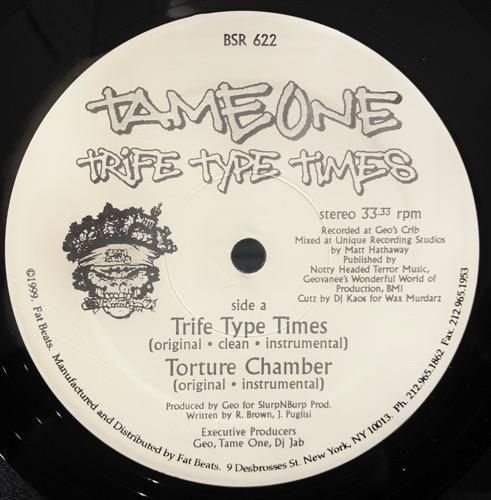 BSR 622
TAME ONE
TRIFE TYPE TIMES
stereo 33.33 rpm
Recorded at Geo's Crib
Mixed at Unique Recording Studios
by Matt Hathaway
Published by
Notty Headed Terror Music,
Geovanee's Wonderful World of
Production, BMI
Cutz by DJ Kaos for Wax Murdarz
side a
Trife Type Times
(original • clean • instrumental)
Torture Chamber
(original • instrumental)
Produced by Geo for SlurpNBurp Prod.
Written by R. Brown, J. Puglisi
Executive Producers
Geo, Tame One, Dj Jab
©1999, Fat Beats. Manufactured and Distributed by Fat Beats. 9 Desbrosses St. New York, NY 10013. Ph. 212.965.1862 Fax. 212.965.1953